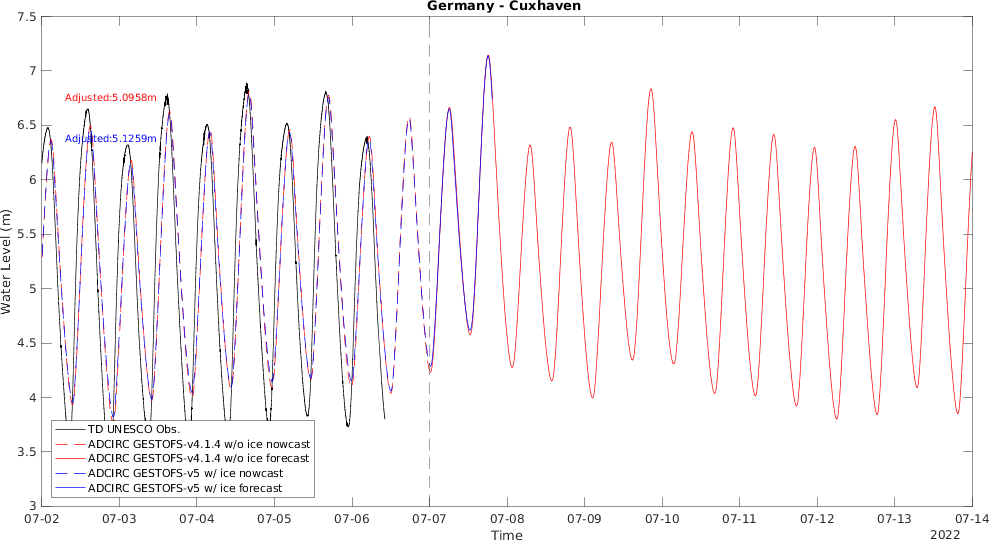 Germany - Cuxhaven
7.5
7
6.5
6
5.5
5
4.5
4
3.5
3
Water Level (m)
Adjusted:5.0958m
Adjusted:5.1259m
TD UNESCO Obs.
ADCIRC GESTOFS-v4.1.4 w/o ice nowcast
ADCIRC GESTOFS-v4.1.4 w/o ice forecast
ADCIRC GESTOFS-v5 w/ ice nowcast
ADCIRC GESTOFS-v5 w/ ice forecast
07-02 07-03 07-04 07-05 07-06 07-07 07-08 07-09 07-10 07-11 07-12 07-13 07-14
Time
2022